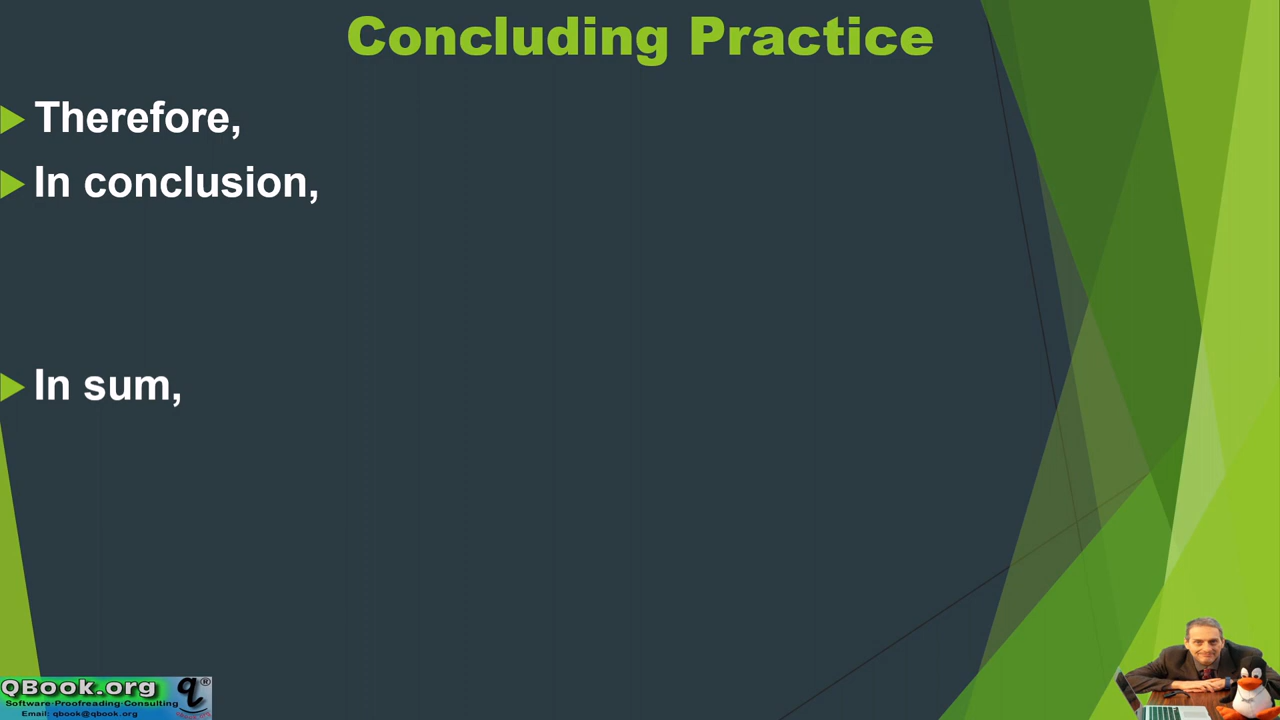 Concluding Practice
Therefore,
In conclusion,
In sum,
QBook.org
q®
Software·Proofreading·Consulting
Email: qbook@qbook.org